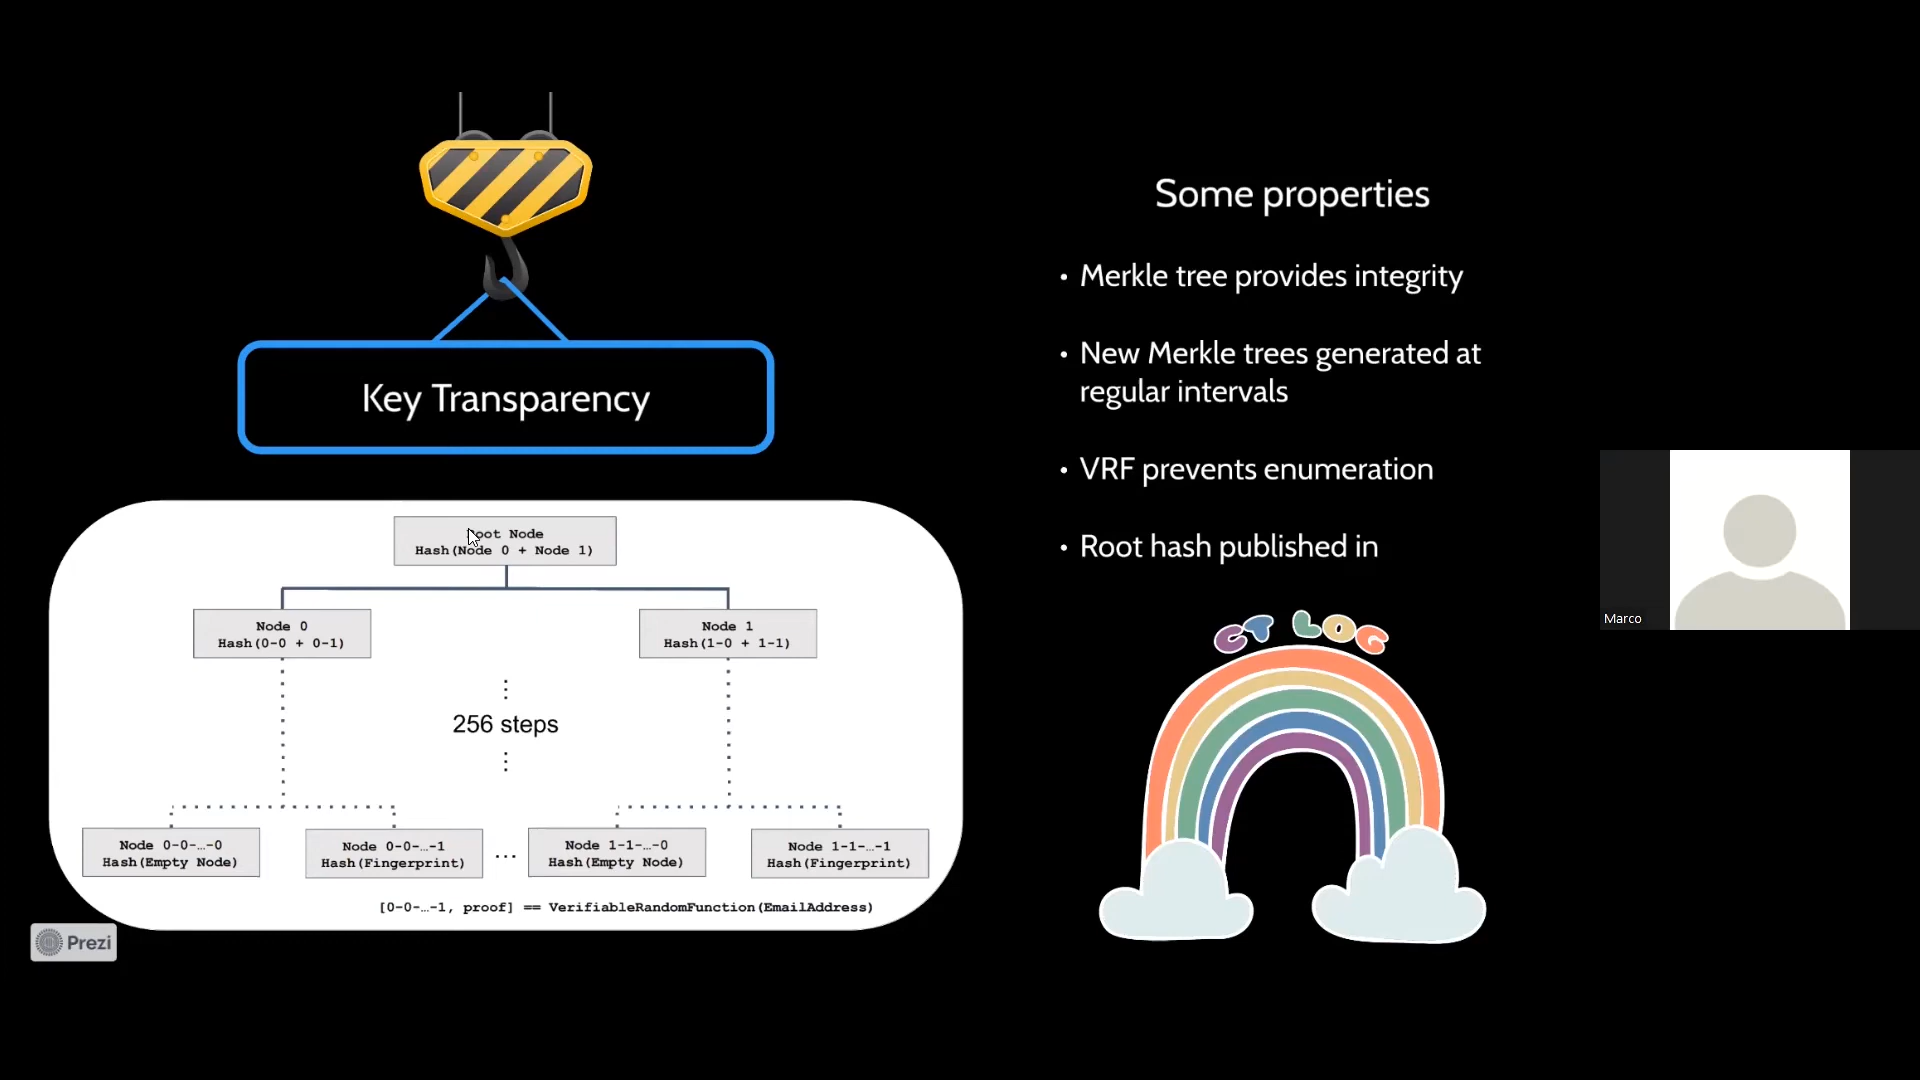 Key Transparency
Root Node
Hash(Node 0 + Node 1)
Node 0
Hash(0-0 + 0-1)
Node 1
Hash(1-0 + 1-1)
⋮
256 steps
⋮
Node 0-0-…-0
Hash(Empty Node)
Node 0-0-…-1
Hash(Fingerprint)
...
Node 1-1-…-0
Hash(Empty Node)
Node 1-1-…-1
Hash(Fingerprint)
[0-0-…-1, proof] == VerifiableRandomFunction(EmailAddress)
Prezi
Some properties
• Merkle tree provides integrity
• New Merkle trees generated at
regular intervals
• VRF prevents enumeration
• Root hash published in
CT LOG
Marco